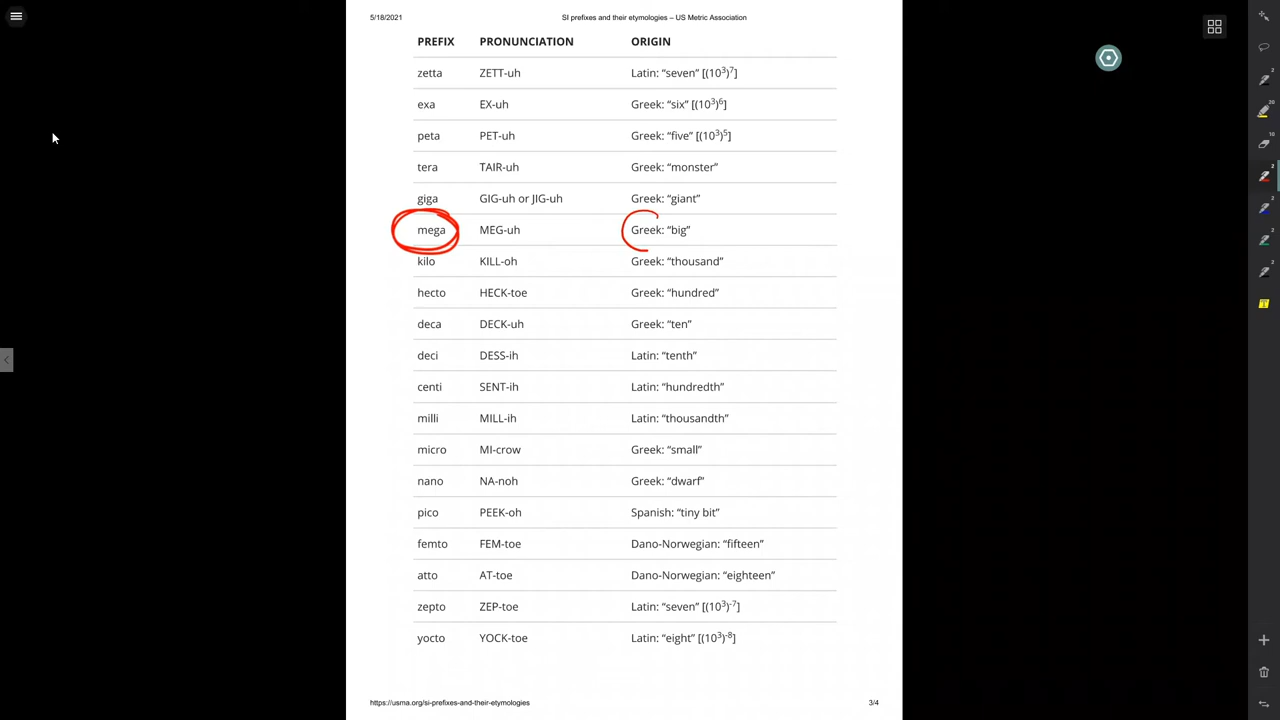 5/18/2021 SI prefixes and their etymologies – US Metric Association
PREFIX PRONUNCIATION ORIGIN
zetta ZETT-uh Latin: “seven” [(10³)⁷]
exa EX-uh Greek: “six” [(10³)⁶]
peta PET-uh Greek: “five” [(10³)⁵]
tera TAIR-uh Greek: “monster”
giga GIG-uh or JIG-uh Greek: “giant”
mega MEG-uh Greek: “big”
kilo KILL-oh Greek: “thousand”
hecto HECK-toe Greek: “hundred”
deca DECK-uh Greek: “ten”
deci DESS-ih Latin: “tenth”
centi SENT-ih Latin: “hundredth”
milli MILL-ih Latin: “thousandth”
micro MI-crow Greek: “small”
nano NA-noh Greek: “dwarf”
pico PEEK-oh Spanish: “tiny bit”
femto FEM-toe Dano-Norwegian: “fifteen”
atto AT-toe Dano-Norwegian: “eighteen”
zepto ZEP-toe Latin: “seven” [(10³)⁻⁷]
yocto YOCK-toe Latin: “eight” [(10³)⁻⁸]
https://usma.org/si-prefixes-and-their-etymologies 3/4
2
20
10
2
2
2
2
T